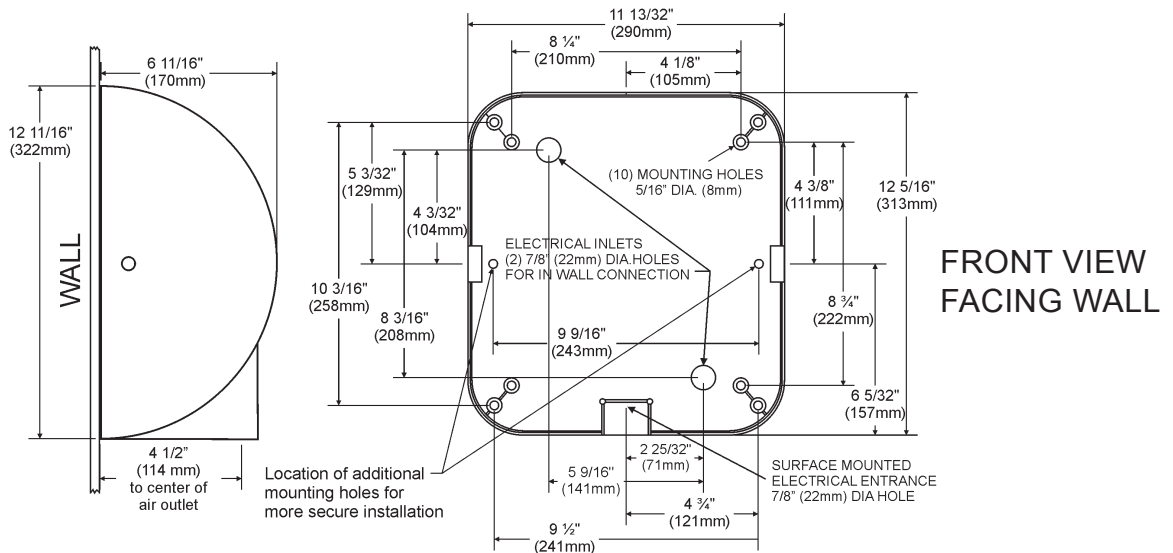 6 11/16"
(170mm)
12 11/16"
(322mm)
WALL
4 1/2”
(114 mm)
to center of
air outlet
11 13/32"
(290mm)
8 ¼"
(210mm)
4 1/8"
(105mm)
5 3/32"
(129mm)
4 3/32"
(104mm)
10 3/16"
(258mm)
8 3/16"
(208mm)
(10) MOUNTING HOLES
5/16” DIA. (8mm)
ELECTRICAL INLETS
(2) 7/8” (22mm) DIA.HOLES
FOR IN WALL CONNECTION
9 9/16"
(243mm)
4 3/8"
(111mm)
12 5/16"
(313mm)
8 ¾"
(222mm)
6 5/32"
(157mm)
FRONT VIEW
FACING WALL
Location of additional
mounting holes for
more secure installation
2 25/32"
(71mm)
5 9/16"
(141mm)
4 ¾"
(121mm)
9 ½"
(241mm)
SURFACE MOUNTED
ELECTRICAL ENTRANCE
7/8” (22mm) DIA HOLE